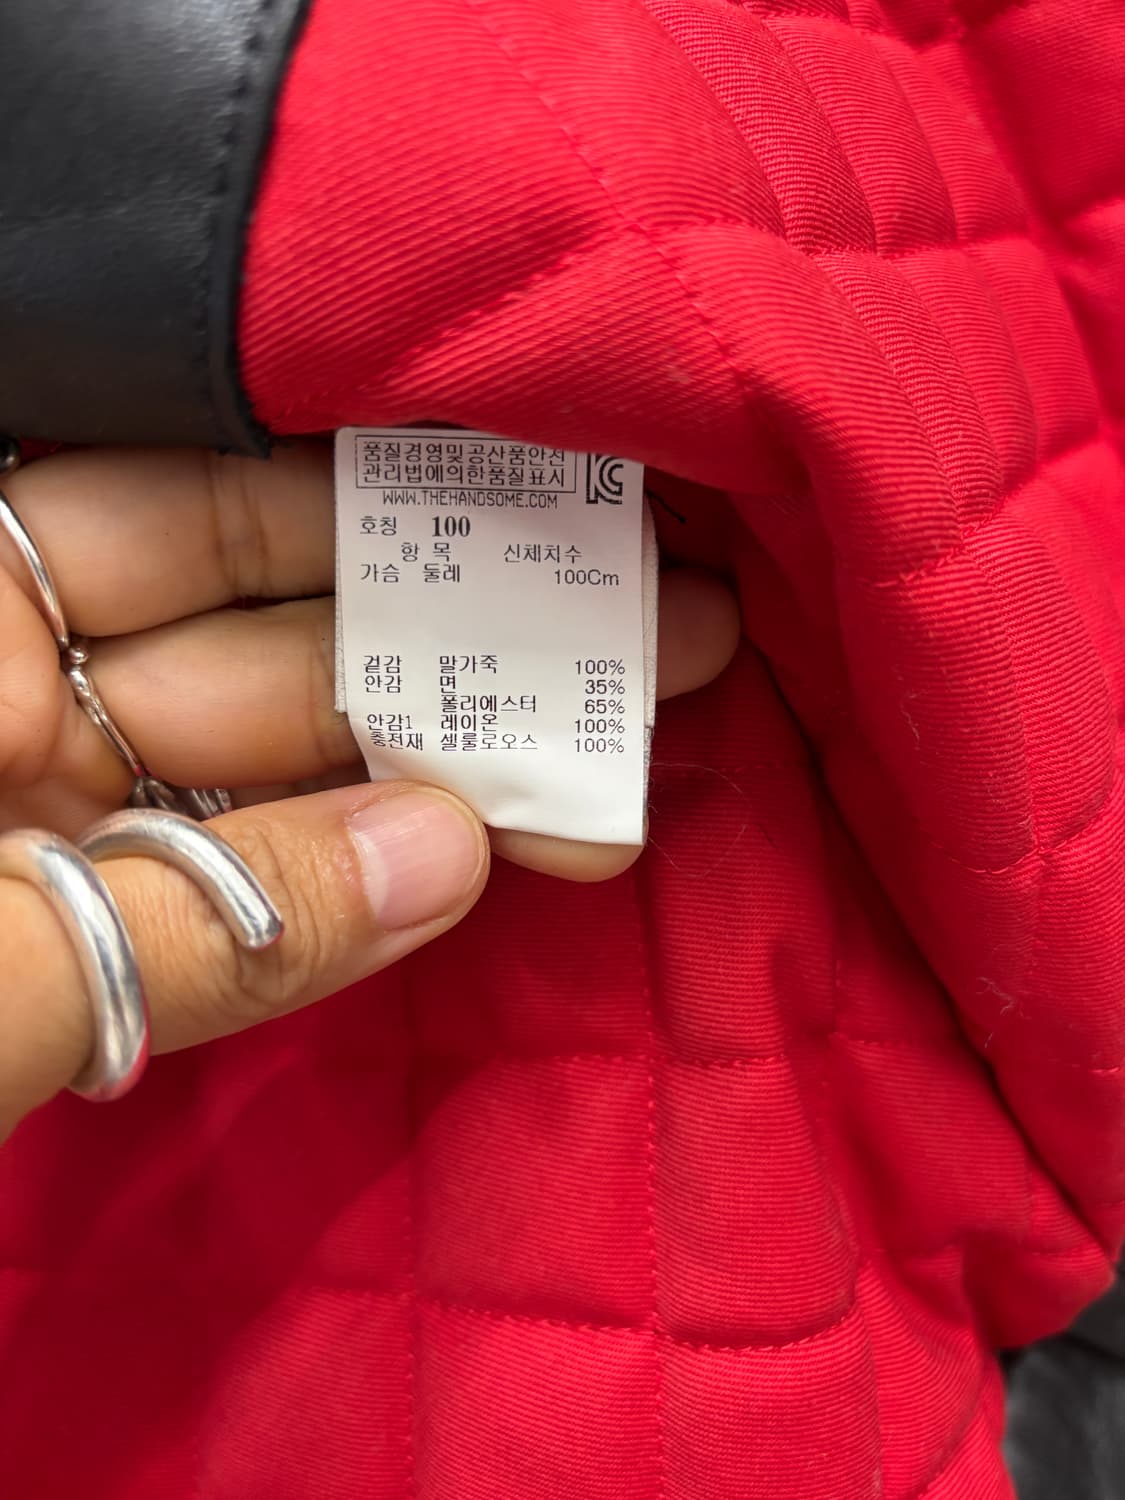 품질경영및공산품안전
관리법에의한품질표시
WWW.THEHANDSOME.COM
호칭 100
항 목 신체치수
가슴 둘레 100Cm
겉감 말가죽 100%
안감 면 35%
폴리에스터 65%
안감1 레이온 100%
충전재 셀룰로오스 100%